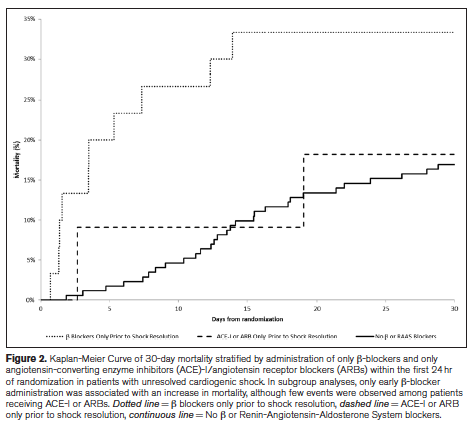 35%
30%
25%
20%
15%
10%
5%
0%
Mortality (%)
0 5 10 15 20 25 30
Days from randomization
β Blockers Only Prior to Shock Resolution ACE-I or ARB Only Prior to Shock Resolution No β or RAAS Blockers
Figure 2. Kaplan-Meier Curve of 30-day mortality stratified by administration of only β-blockers and only
angiotensin-converting enzyme inhibitors (ACE)-I/angiotensin receptor blockers (ARBs) within the first 24 hr
of randomization in patients with unresolved cardiogenic shock. In subgroup analyses, only early β-blocker
administration was associated with an increase in mortality, although few events were observed among patients
receiving ACE-I or ARBs. Dotted line = β blockers only prior to shock resolution, dashed line = ACE-I or ARB
only prior to shock resolution, continuous line = No β or Renin-Angiotensin-Aldosterone System blockers.